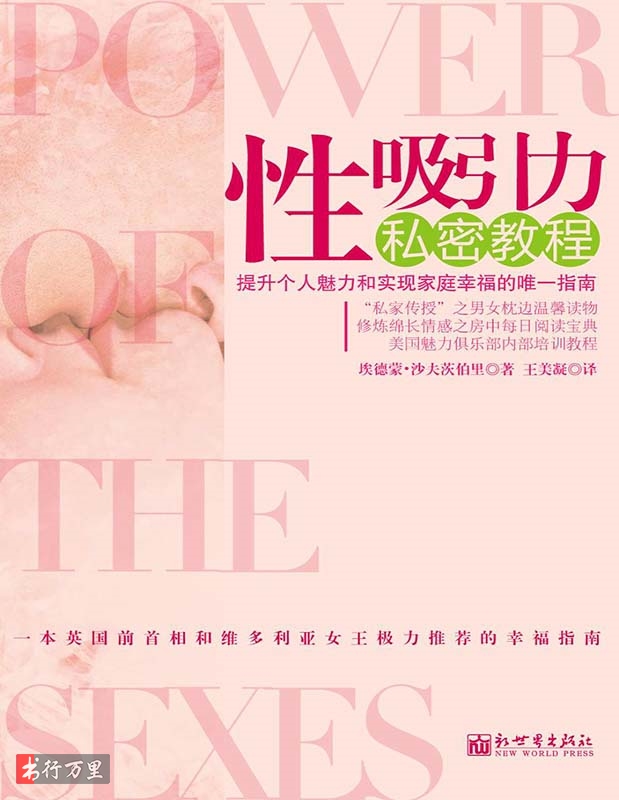 POWER
性吸引力
私密教程
提升个人魅力和实现家庭幸福的唯一指南
“私家传授”之男女枕边温馨读物
修炼绵长情感之房中每日阅读宝典
美国魅力俱乐部内部培训教程
埃德蒙·沙夫茨伯里◎著 王美凝◎译
OF
THE
一本英国前首相和维多利亚女王极力推荐的幸福指南
SEXES
新世界出版社
NEW WORLD PRESS
书行万里